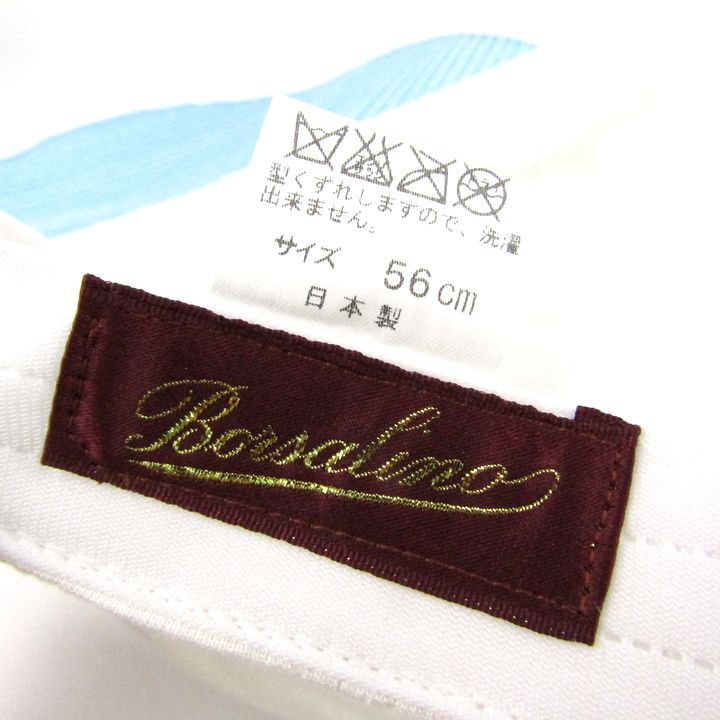 型くずれしますので、洗濯
出来ません。
サイズ 56cm
日本製
Borsalino